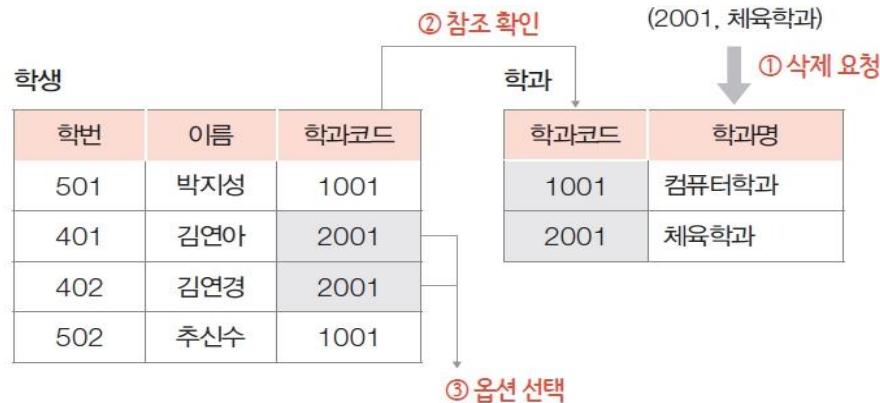 (2001, 체육학과)
② 참조 확인
① 삭제 요청
학생
학번 이름 학과코드
501 박지성 1001
401 김연아 2001
402 김연경 2001
502 추신수 1001
학과
학과코드 학과명
1001 컴퓨터학과
2001 체육학과
③ 옵션 선택